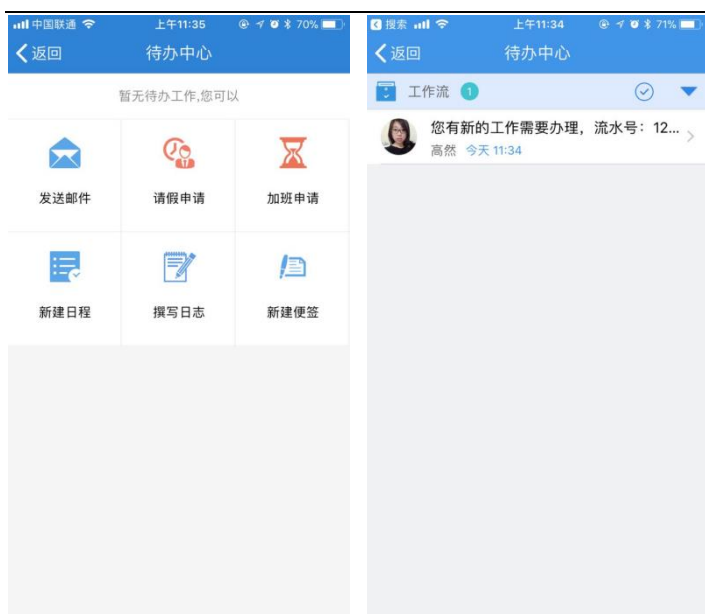 中国联通 上午11:35 70%
返回 待办中心
暂无待办工作,您可以
发送邮件 请假申请 加班申请
新建日程 撰写日志 新建便签
搜索 上午11:34 71%
返回 待办中心
工作流 1
您有新的工作需要办理，流水号：12...
高然 今天 11:34